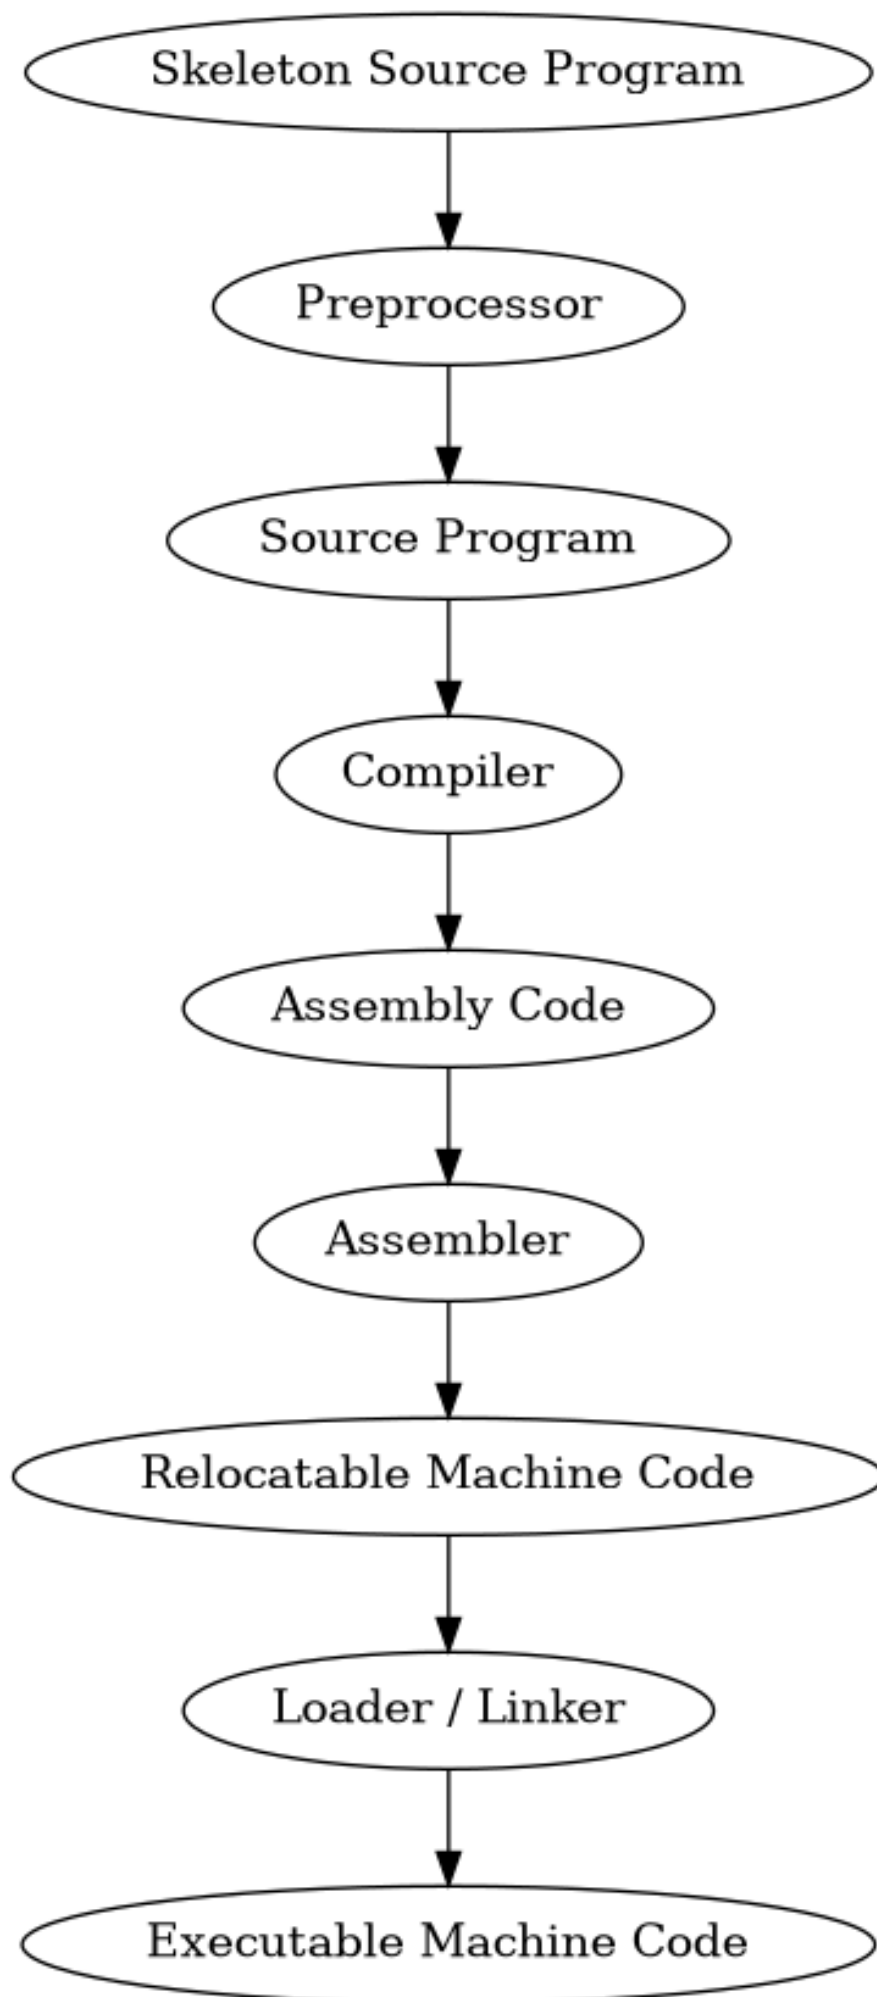 Skeleton Source Program
Preprocessor
Source Program
Compiler
Assembly Code
Assembler
Relocatable Machine Code
Loader / Linker
Executable Machine Code